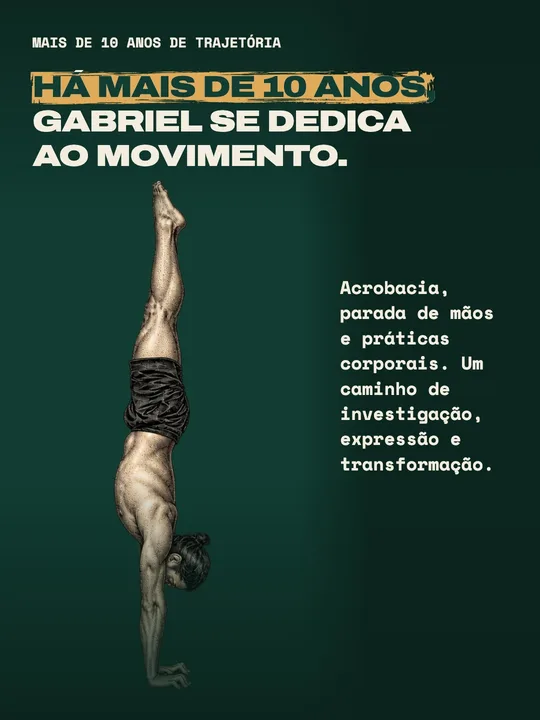 MAIS DE 10 ANOS DE TRAJETÓRIA
HÁ MAIS DE 10 ANOS,
GABRIEL SE DEDICA
AO MOVIMENTO.
Acrobacia,
parada de mãos
e práticas
corporais. Um
caminho de
investigação,
expressão e
transformação.